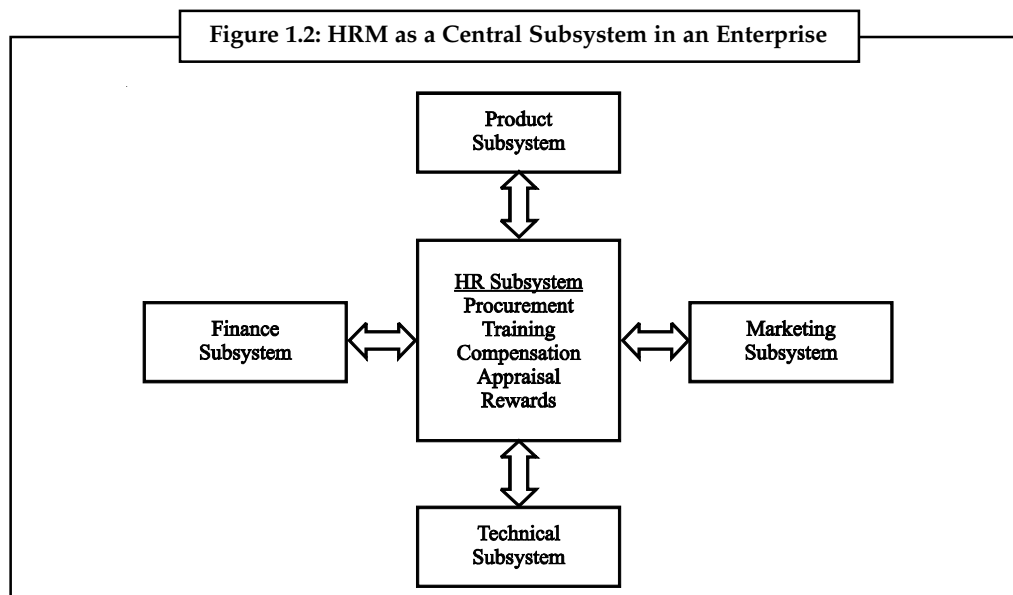 Figure 1.2: HRM as a Central Subsystem in an Enterprise
Product
Subsystem
HR Subsystem
Procurement
Training
Compensation
Appraisal
Rewards
Finance
Subsystem
Marketing
Subsystem
Technical
Subsystem